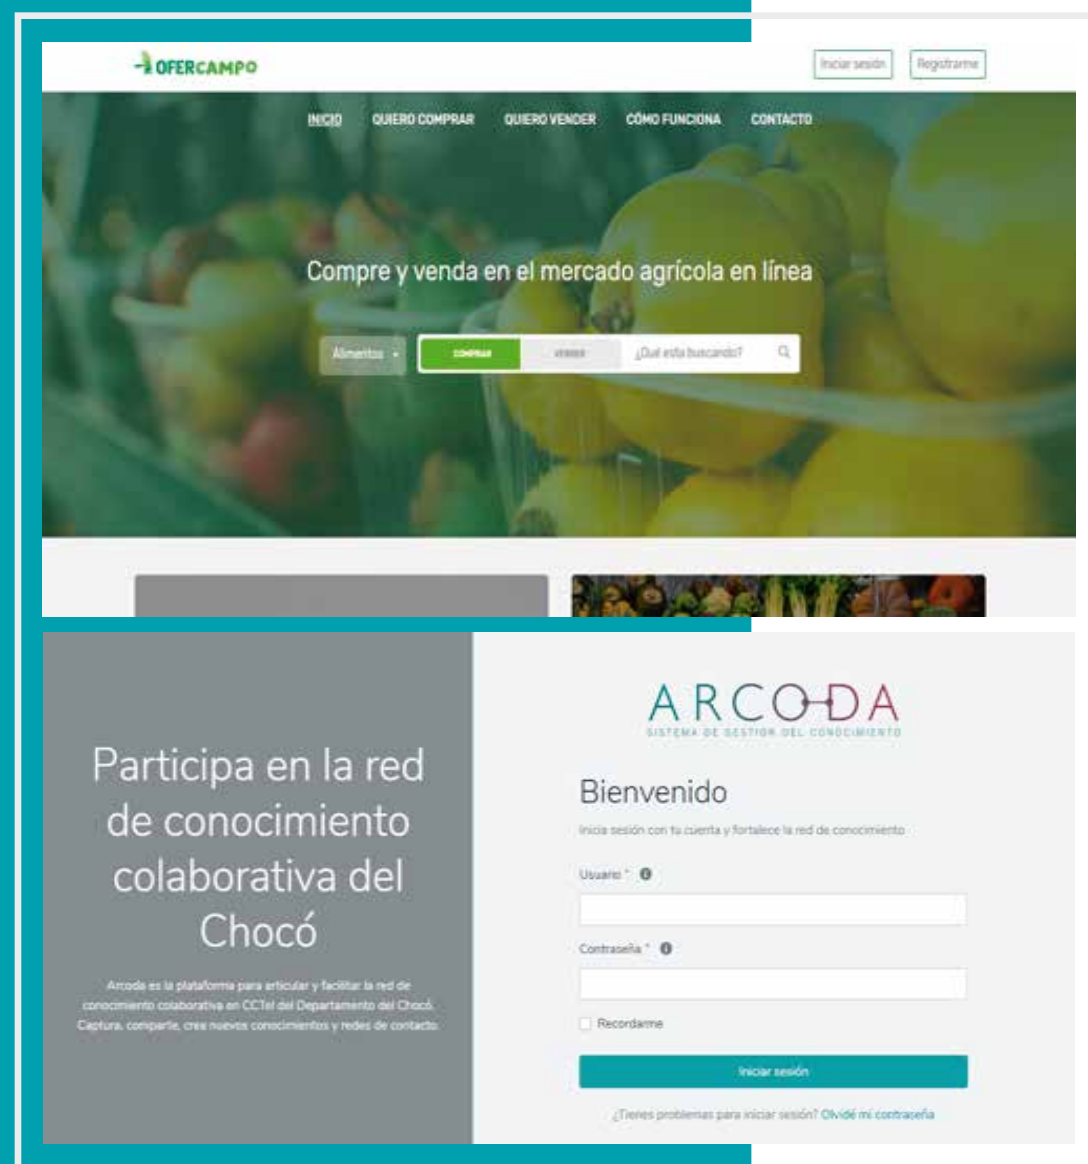 OFERCAMPO
Iniciar sesión
Registrarme
INICIO QUIERO COMPRAR QUIERO VENDER CÓMO FUNCIONA CONTACTO
Compre y venda en el mercado agrícola en línea
Alimentos COMPRAR VENDER ¿Qué esta buscando?
ARCODA
SISTEMA DE GESTIÓN DEL CONOCIMIENTO
Participa en la red
de conocimiento
colaborativa del
Chocó
Arcoda es la plataforma para articular y facilitar la red de
conocimiento colaborativa en CCTeI del Departamento del Chocó.
Captura, comparte, crea nuevos conocimientos y redes de contacto.
Bienvenido
Inicia sesión con tu cuenta y fortalece la red de conocimiento
Usuario *
Contraseña *
Recordarme
Iniciar sesión
¿Tienes problemas para iniciar sesión? Olvidé mi contraseña